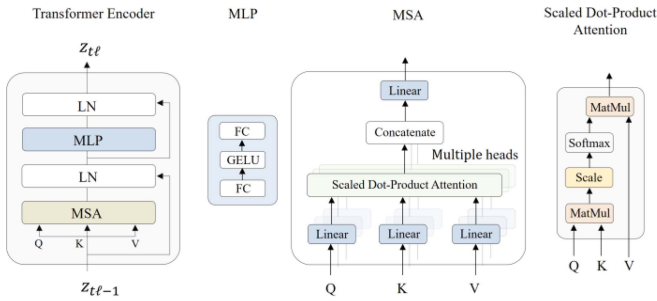 Transformer Encoder
z_{tℓ}
LN
MLP
LN
MSA
Q K V
z_{tℓ−1}
MLP
FC
GELU
FC
MSA
Linear
Concatenate
Multiple heads
Scaled Dot-Product Attention
Linear Linear Linear
Q K V
Scaled Dot-Product
Attention
MatMul
Softmax
Scale
MatMul
Q K V